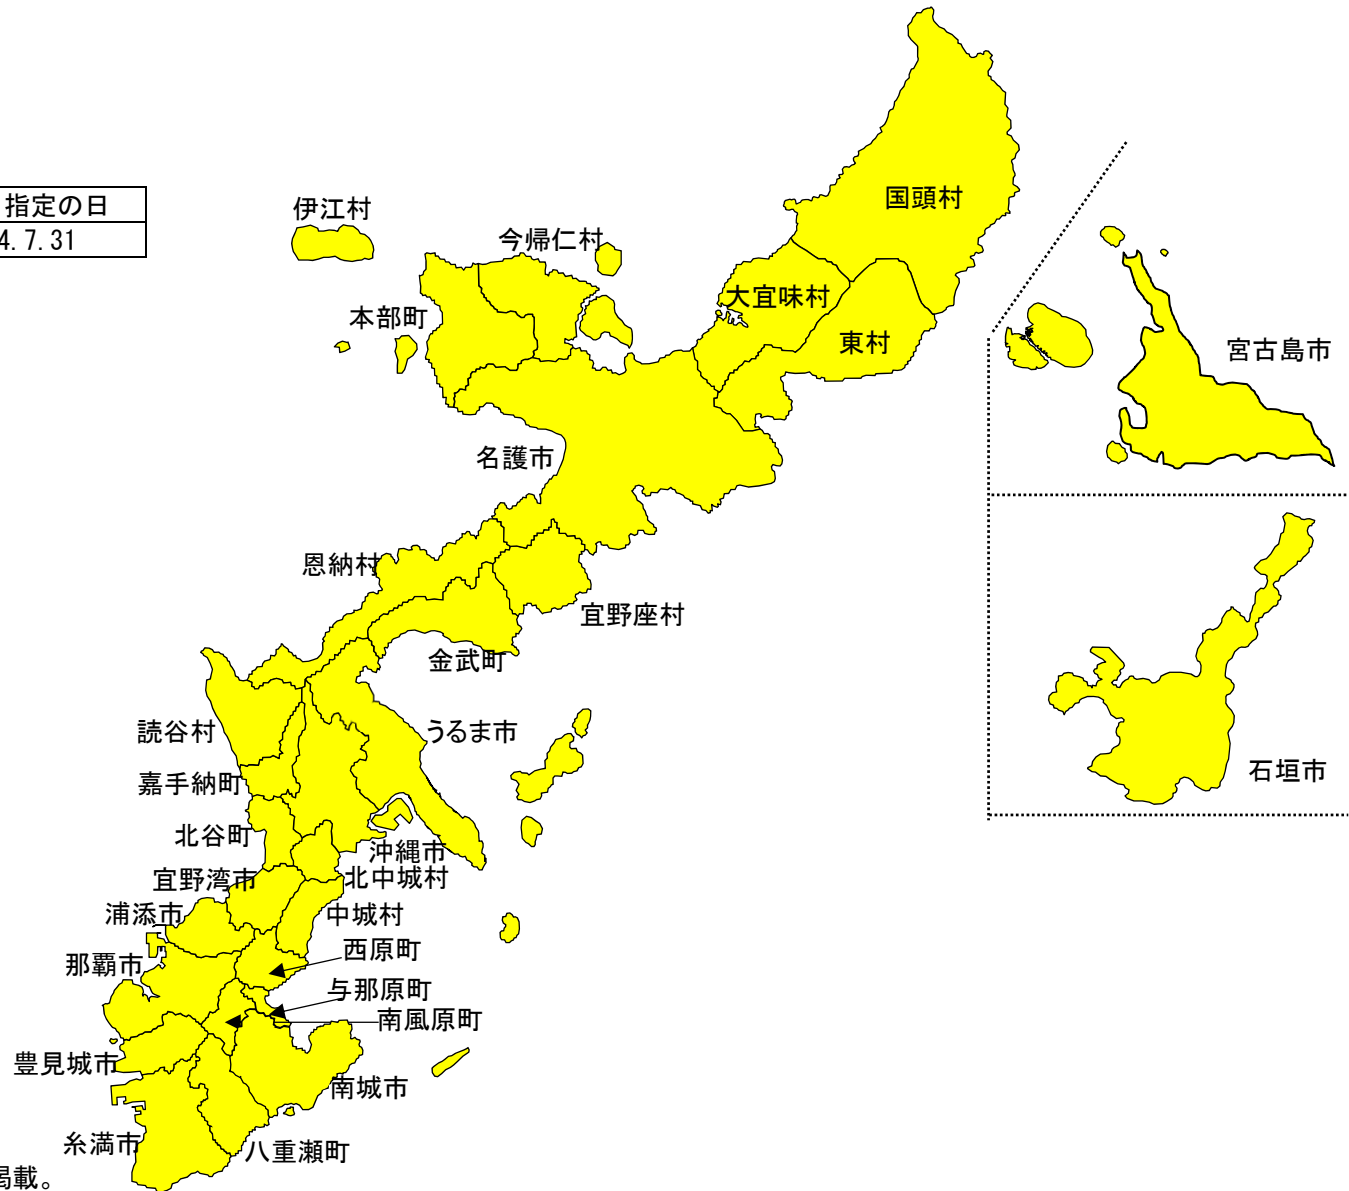 指定の日
4.7.31
伊江村
国頭村
今帰仁村
大宜味村
本部町
東村
宮古島市
名護市
恩納村
宜野座村
金武町
読谷村
うるま市
石垣市
嘉手納町
北谷町
沖縄市
宜野湾市
北中城村
浦添市
中城村
西原町
那覇市
与那原町
南風原町
豊見城市
南城市
糸満市
八重瀬町
掲載。